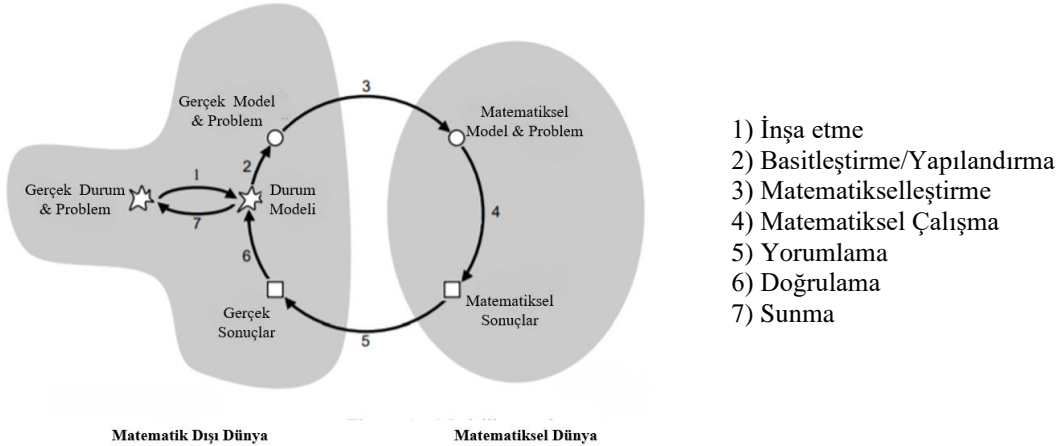 Gerçek Model
& Problem
3
Matematiksel
Model & Problem
1
2
Gerçek Durum
& Problem
Durum
Modeli
7
4
6
Gerçek
Sonuçlar
Matematiksel
Sonuçlar
5
Matematik Dışı Dünya
Matematiksel Dünya
1) İnşa etme
2) Basitleştirme/Yapılandırma
3) Matematikselleştirme
4) Matematiksel Çalışma
5) Yorumlama
6) Doğrulama
7) Sunma